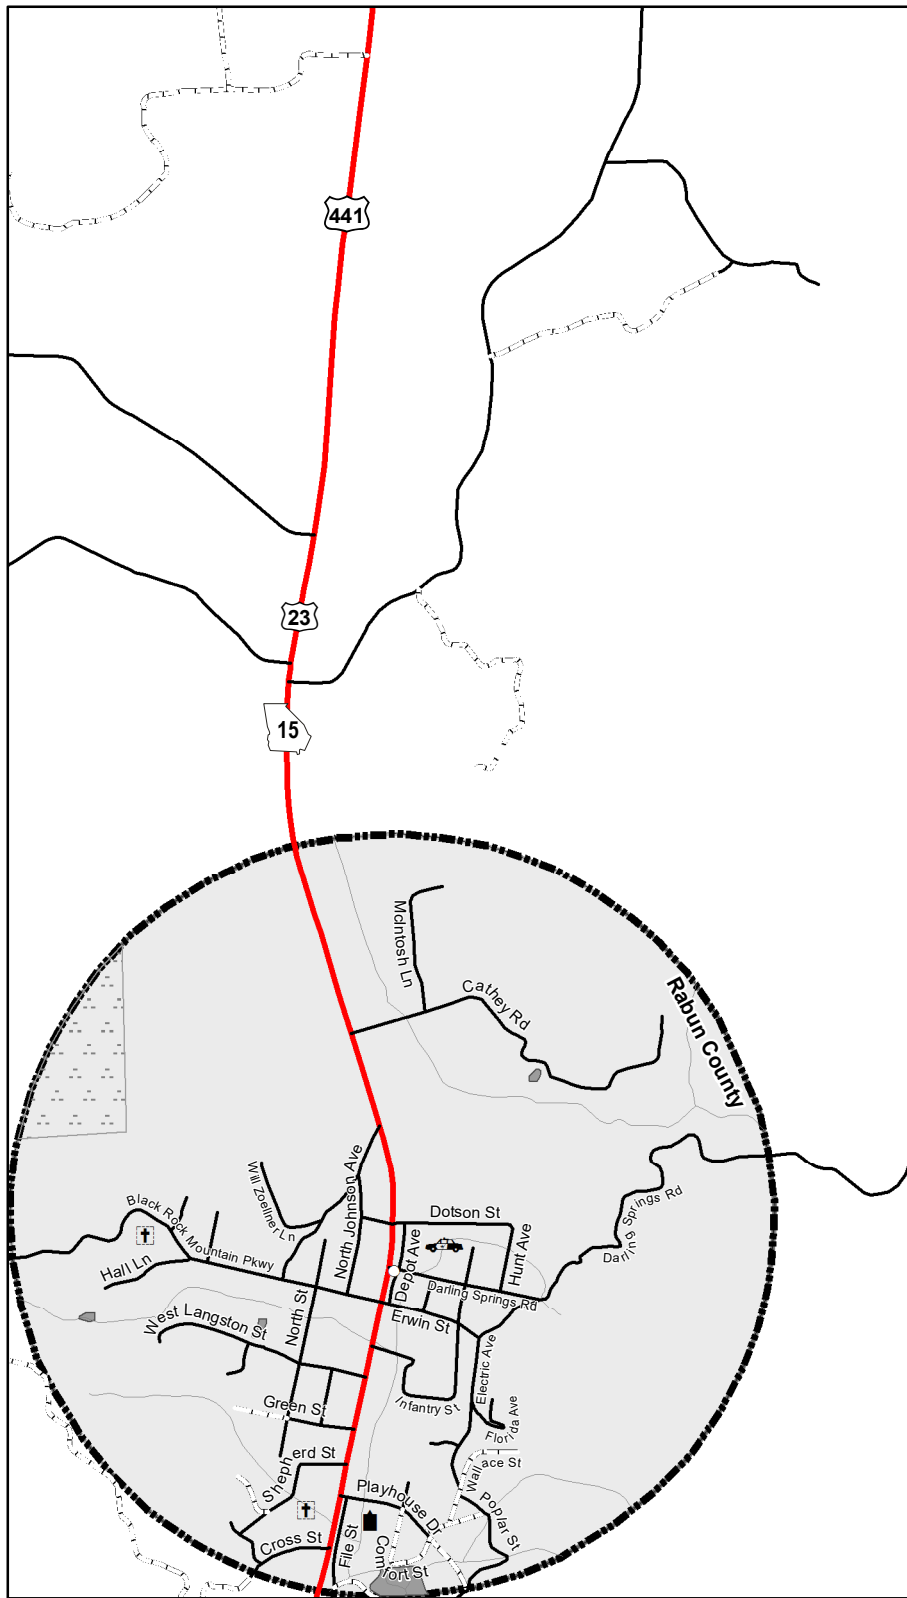 441
23
15
McIntosh Ln
Cathey Rd
Rabun County
Will Zoellner Ln
North Johnson Ave
Black Rock Mountain Pkwy
Dotson St
Springs Rd
Darling
Hunt Ave
Depot Ave
Hall Ln
Darling Springs Rd
North St
West Langston St
Erwin St
Electric Ave
Infantry St
Green St
Florida Ave
Shepherd St
Wallace St
Playhouse Dr
Poplar St
Cross St
File St
Comfort St